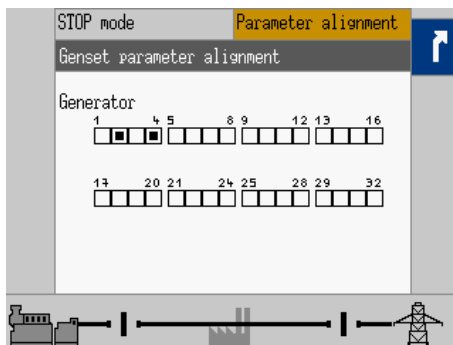 STOP mode Parameter alignment
Genset parameter alignment
Generator
1 4 5 8 9 12 13 16
17 20 21 24 25 28 29 32